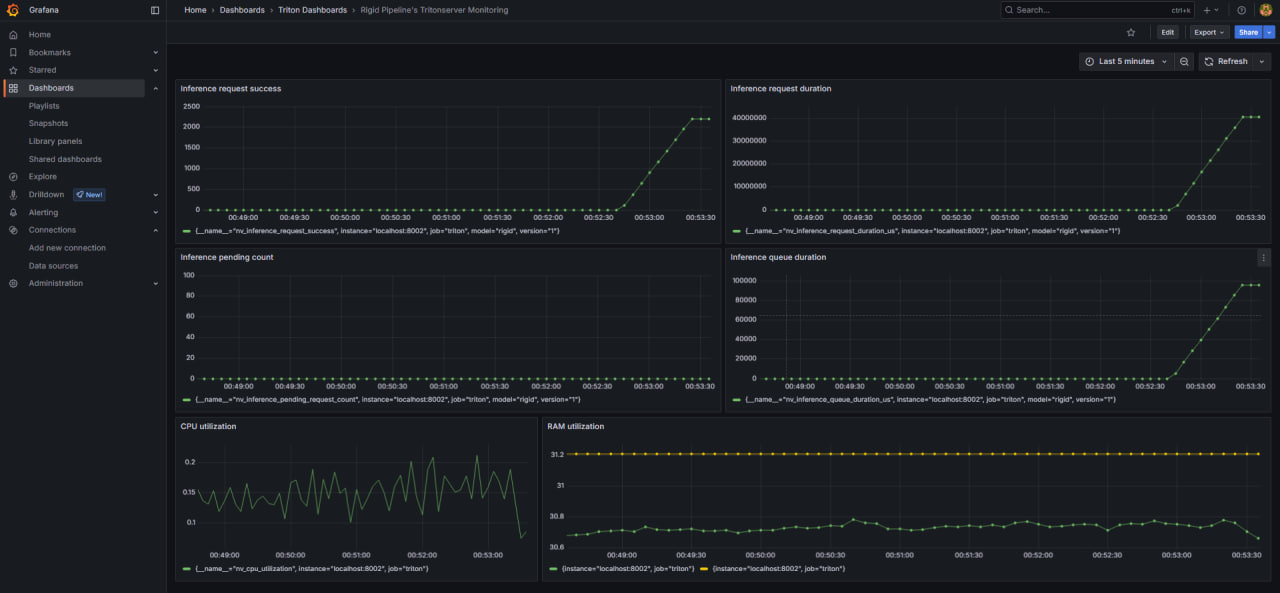 Grafana
Home › Dashboards › Triton Dashboards › Rigid Pipeline's Tritonserver Monitoring
Search... ctrl+k
Edit Export Share
Last 5 minutes Refresh
Home
Bookmarks
Starred
Dashboards
Playlists
Snapshots
Library panels
Shared dashboards
Explore
Drilldown New!
Alerting
Connections
Add new connection
Data sources
Administration
Inference request success
2500
2000
1500
1000
500
0
00:49:00 00:49:30 00:50:00 00:50:30 00:51:00 00:51:30 00:52:00 00:52:30 00:53:00 00:53:30
{__name__="nv_inference_request_success", instance="localhost:8002", job="triton", model="rigid", version="1"}
Inference request duration
40000000
30000000
20000000
10000000
0
00:49:00 00:49:30 00:50:00 00:50:30 00:51:00 00:51:30 00:52:00 00:52:30 00:53:00 00:53:30
{__name__="nv_inference_request_duration_us", instance="localhost:8002", job="triton", model="rigid", version="1"}
Inference pending count
100
80
60
40
20
0
00:49:00 00:49:30 00:50:00 00:50:30 00:51:00 00:51:30 00:52:00 00:52:30 00:53:00 00:53:30
{__name__="nv_inference_pending_request_count", instance="localhost:8002", job="triton", model="rigid", version="1"}
Inference queue duration
100000
80000
60000
40000
20000
0
00:49:00 00:49:30 00:50:00 00:50:30 00:51:00 00:51:30 00:52:00 00:52:30 00:53:00 00:53:30
{__name__="nv_inference_queue_duration_us", instance="localhost:8002", job="triton", model="rigid", version="1"}
CPU utilization
0.2
0.15
0.1
00:49:00 00:50:00 00:51:00 00:52:00 00:53:00
{__name__="nv_cpu_utilization", instance="localhost:8002", job="triton"}
RAM utilization
31.2
31
30.8
30.6
00:49:00 00:49:30 00:50:00 00:50:30 00:51:00 00:51:30 00:52:00 00:52:30 00:53:00 00:53:30
{instance="localhost:8002", job="triton"} {instance="localhost:8002", job="triton"}